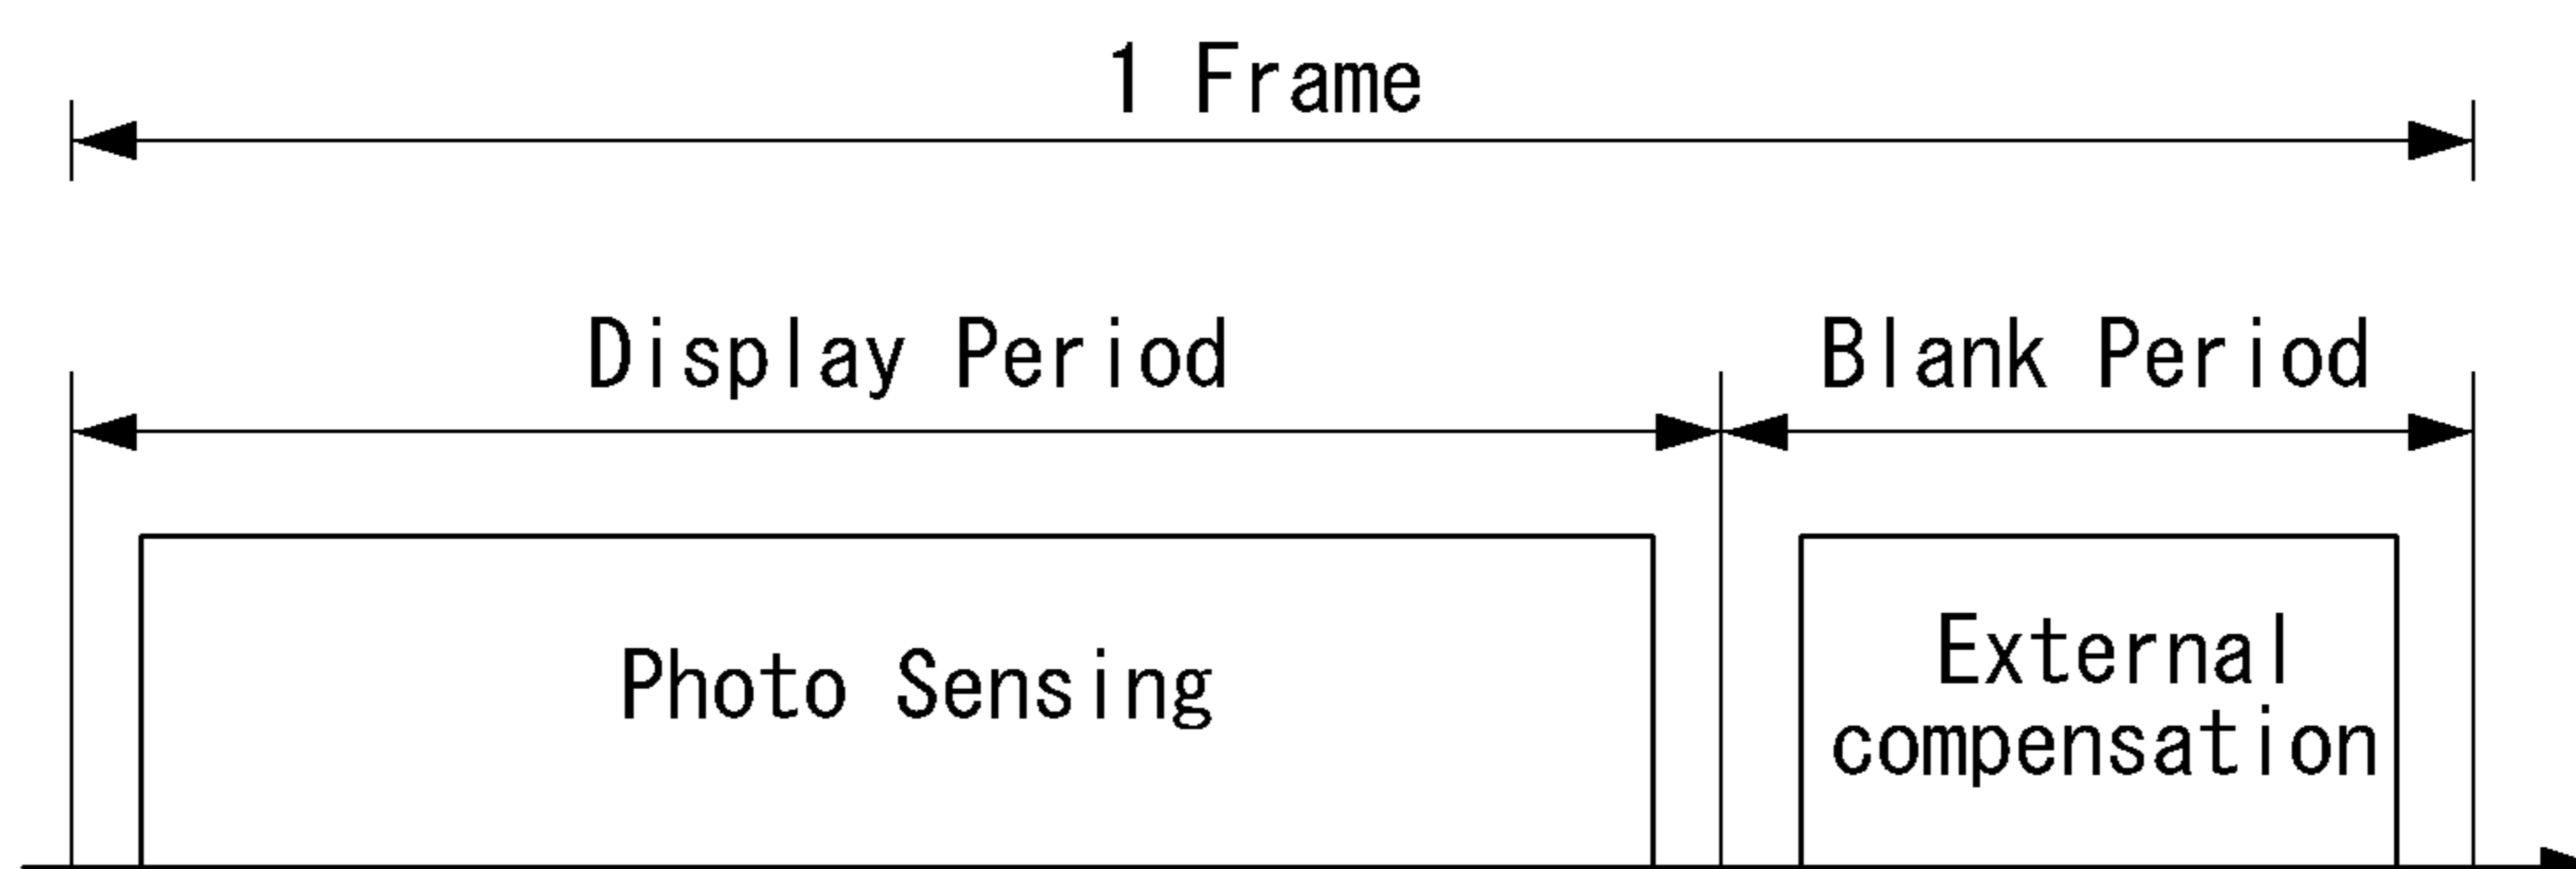 1 Frame
Display Period
Blank Period
Photo Sensing
External
compensation